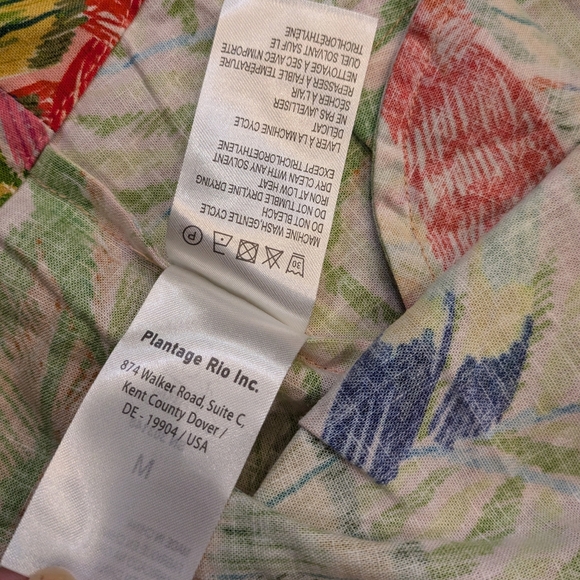 30 P
MACHINE WASH/GENTLE CYCLE
DO NOT BLEACH
DO NOT TUMBLE DRY/LINE DRYING
IRON AT LOW HEAT
DRY CLEAN WITH ANY SOLVENT
EXCEPT TRICHLOROETHYLENE
LAVER À LA MACHINE CYCLE
DÉLICAT
NE PAS JAVELLISER
SÉCHER À L'AIR
REPASSER À FABLE TEMPÉRATURE
NETTOYAGE À SEC AVEC N'IMPORTE
QUEL SOLVANT SAUF LE
TRICHLOROETHYLÈNE
Plantage Rio Inc.
874 Walker Road, Suite C,
Kent County Dover /
DE - 19904 / USA
M